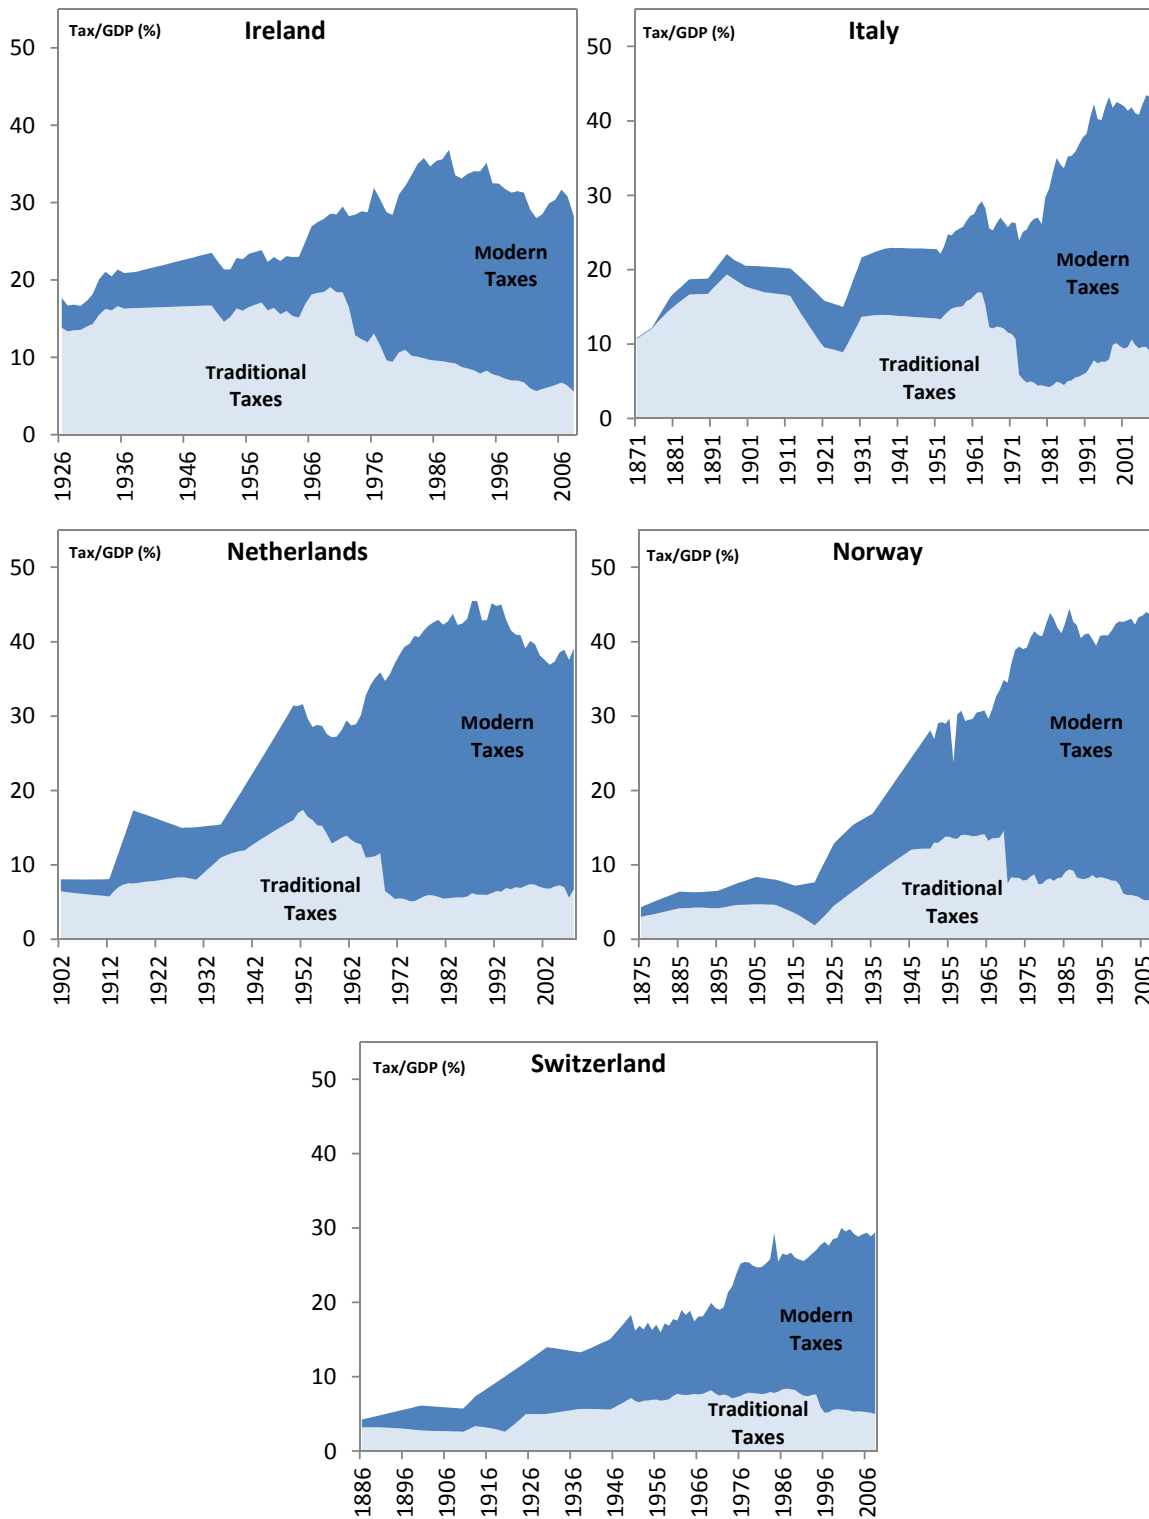 Tax/GDP (%) Ireland
50
40
30
20
10
0
Modern
Taxes
Traditional
Taxes
1926 1936 1946 1956 1966 1976 1986 1996 2006
Tax/GDP (%) Italy
50
40
30
20
10
0
Modern
Taxes
Traditional
Taxes
1871 1881 1891 1901 1911 1921 1931 1941 1951 1961 1971 1981 1991 2001
Tax/GDP (%) Netherlands
50
40
30
20
10
0
Modern
Taxes
Traditional
Taxes
1902 1912 1922 1932 1942 1952 1962 1972 1982 1992 2002
Tax/GDP (%) Norway
50
40
30
20
10
0
Modern
Taxes
Traditional
Taxes
1875 1885 1895 1905 1915 1925 1935 1945 1955 1965 1975 1985 1995 2005
Tax/GDP (%) Switzerland
50
40
30
20
10
0
Modern
Taxes
Traditional
Taxes
1886 1896 1906 1916 1926 1936 1946 1956 1966 1976 1986 1996 2006